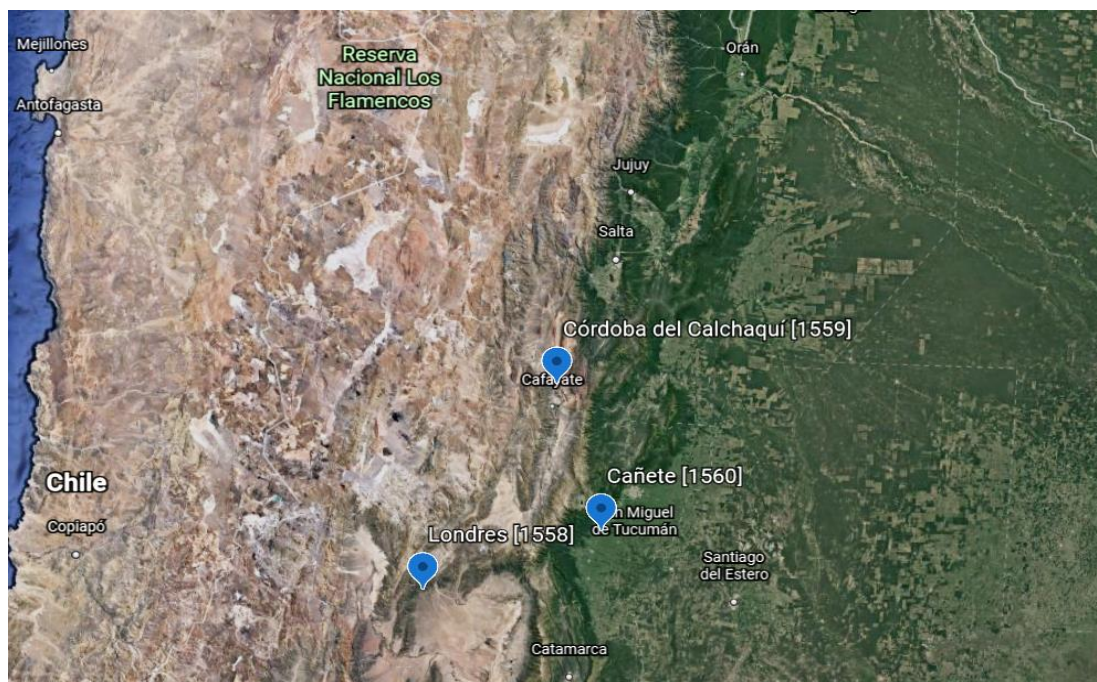 Mejillones
Antofagasta
Reserva
Nacional Los
Flamencos
Orán
Jujuy
Salta
Córdoba del Calchaquí [1559]
Cafayate
Chile
Copiapó
Cañete [1560]
n Miguel
de Tucumán
Londres [1558]
Santiago
del Estero
Catamarca